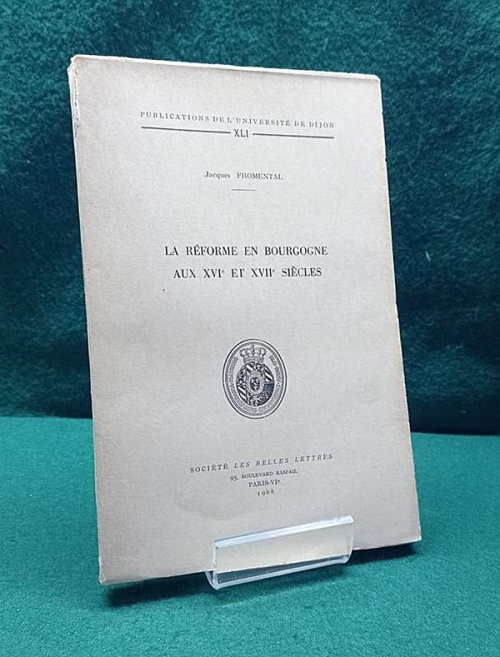 PUBLICATIONS DE L'UNIVERSITÉ DE DIJON
XLI
Jacques FROMENTAL
LA RÉFORME EN BOURGOGNE
AUX XVIe ET XVIIe SIÈCLES
SOCIÉTÉ LES BELLES LETTRES
95, BOULEVARD RASPAIL
PARIS-VIe
1968